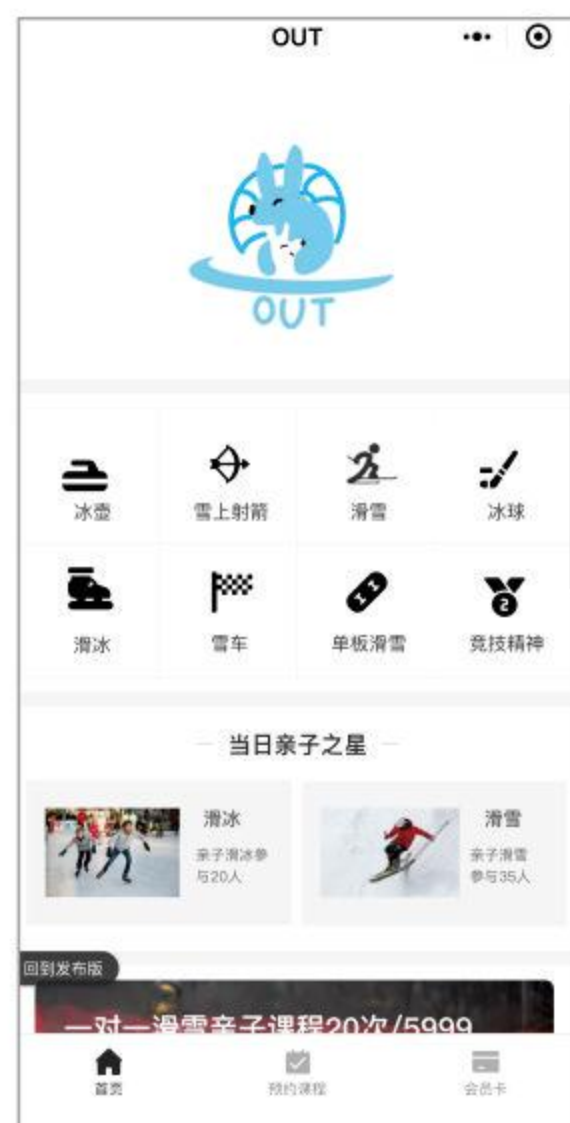 OUT
OUT
冰壶
雪上射箭
滑雪
冰球
滑冰
雪车
单板滑雪
竞技精神
当日亲子之星
滑冰
亲子滑冰参
与20人
滑雪
亲子滑雪
参与35人
回到发布版
一对一滑雪亲子课程20次/5999
首页
预约课程
会员卡